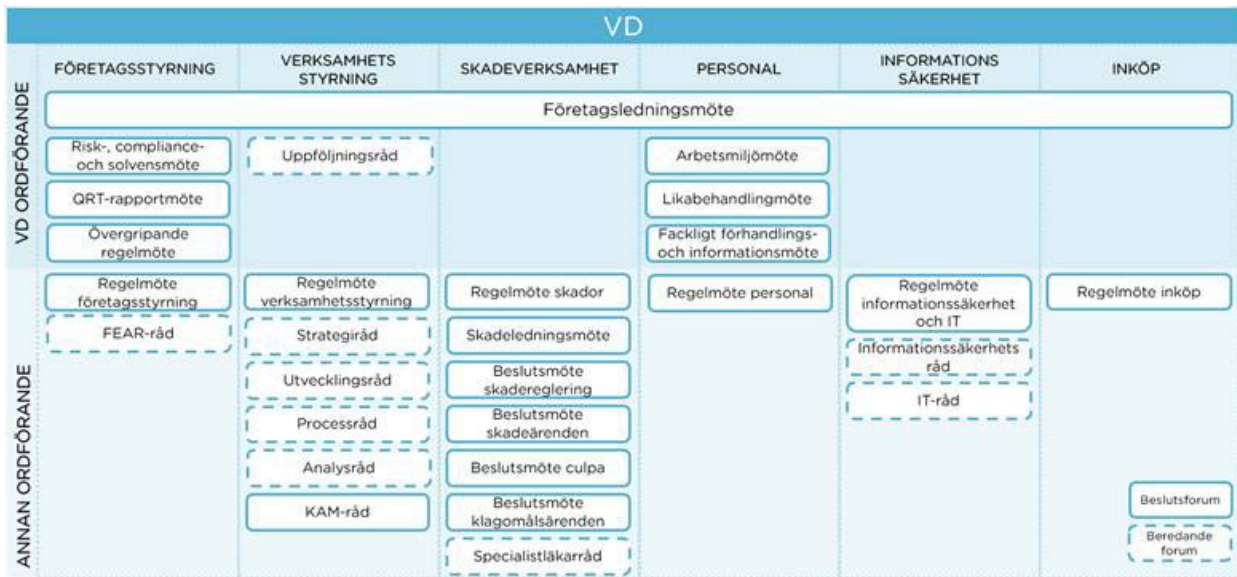 VD
FÖRETAGSSTYRNING
VERKSAMHETS
STYRNING
SKADEVERKSAMHET
PERSONAL
INFORMATIONS
SÄKERHET
INKÖP
VD ORDFÖRANDE
Företagsledningsmöte
Risk-, compliance-
och solvensmöte
Uppföljningsråd
Arbetsmiljömöte
QRT-rapportmöte
Likabehandlingmöte
Övergripande
regelmöte
Fackligt förhandlings-
och informationsmöte
ANNAN ORDFÖRANDE
Regelmöte
företagsstyrning
FEAR-råd
Regelmöte
verksamhetsstyrning
Strategiråd
Utvecklingsråd
Processråd
Analysråd
KAM-råd
Regelmöte skador
Skadeledningsmöte
Beslutsmöte
skadereglering
Beslutsmöte
skadeärenden
Beslutsmöte culpa
Beslutsmöte
klagomålsärenden
Specialistläkarråd
Regelmöte personal
Regelmöte
informationssäkerhet
och IT
Informationssäkerhets
råd
IT-råd
Regelmöte inköp
Beslutsforum
Beredande
forum